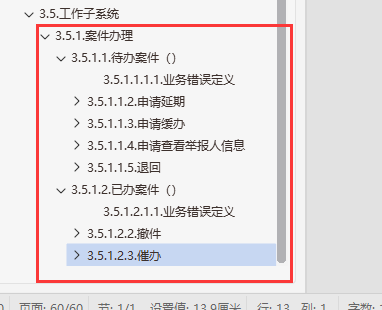 3.5.工作子系统
3.5.1.案件办理
3.5.1.1.待办案件（）
3.5.1.1.1.1.业务错误定义
3.5.1.1.2.申请延期
3.5.1.1.3.申请缓办
3.5.1.1.4.申请查看举报人信息
3.5.1.1.5.退回
3.5.1.2.已办案件（）
3.5.1.2.1.1.业务错误定义
3.5.1.2.2.撤件
3.5.1.2.3.催办
页面: 60/60 节: 1/1 设置值: 13.9厘米 行: 13 列: 1 字数: